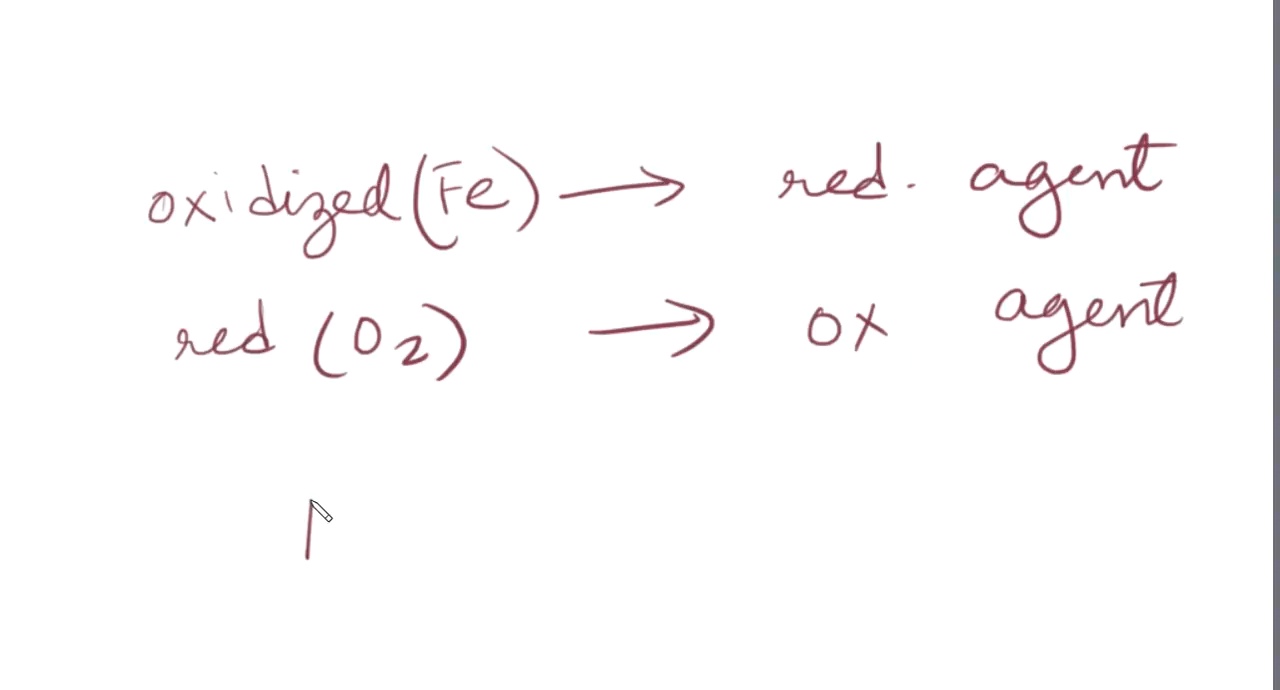 oxidized (Fe) → red. agent
red (O2) → ox agent